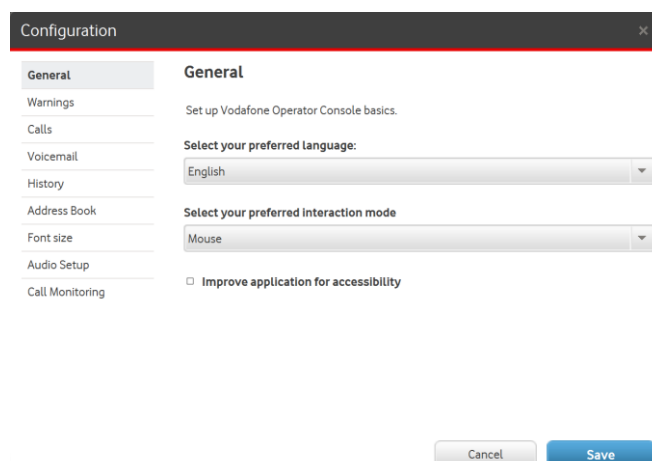 Configuration
General
Warnings
Calls
Voicemail
History
Address Book
Font size
Audio Setup
Call Monitoring
General
Set up Vodafone Operator Console basics.
Select your preferred language:
English
Select your preferred interaction mode
Mouse
Improve application for accessibility
Cancel
Save